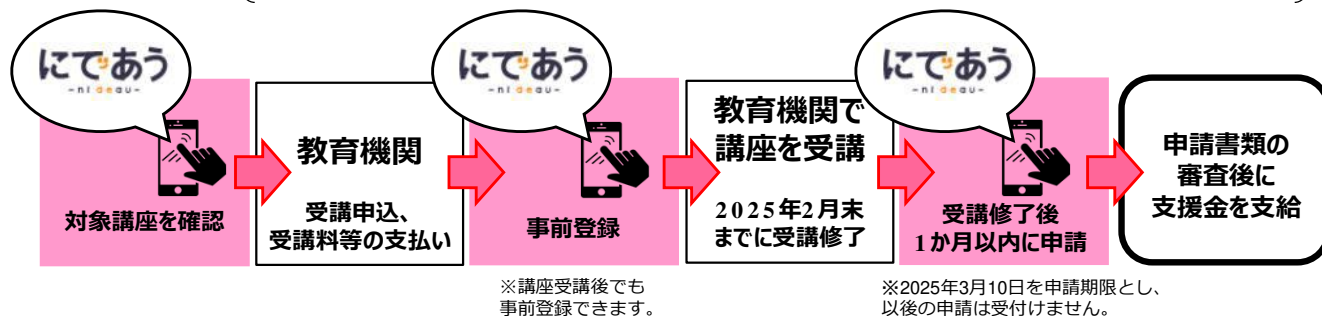 にであう
-ni deau-
対象講座を確認
教育機関
受講申込、
受講料等の支払い
にであう
-ni deau-
事前登録
※講座受講後でも
事前登録できます。
教育機関で
講座を受講
2025年2月末
までに受講修了
にであう
-ni deau-
受講修了後
1か月以内に申請
※2025年3月10日を申請期限とし、
以後の申請は受付けません。
申請書類の
審査後に
支援金を支給